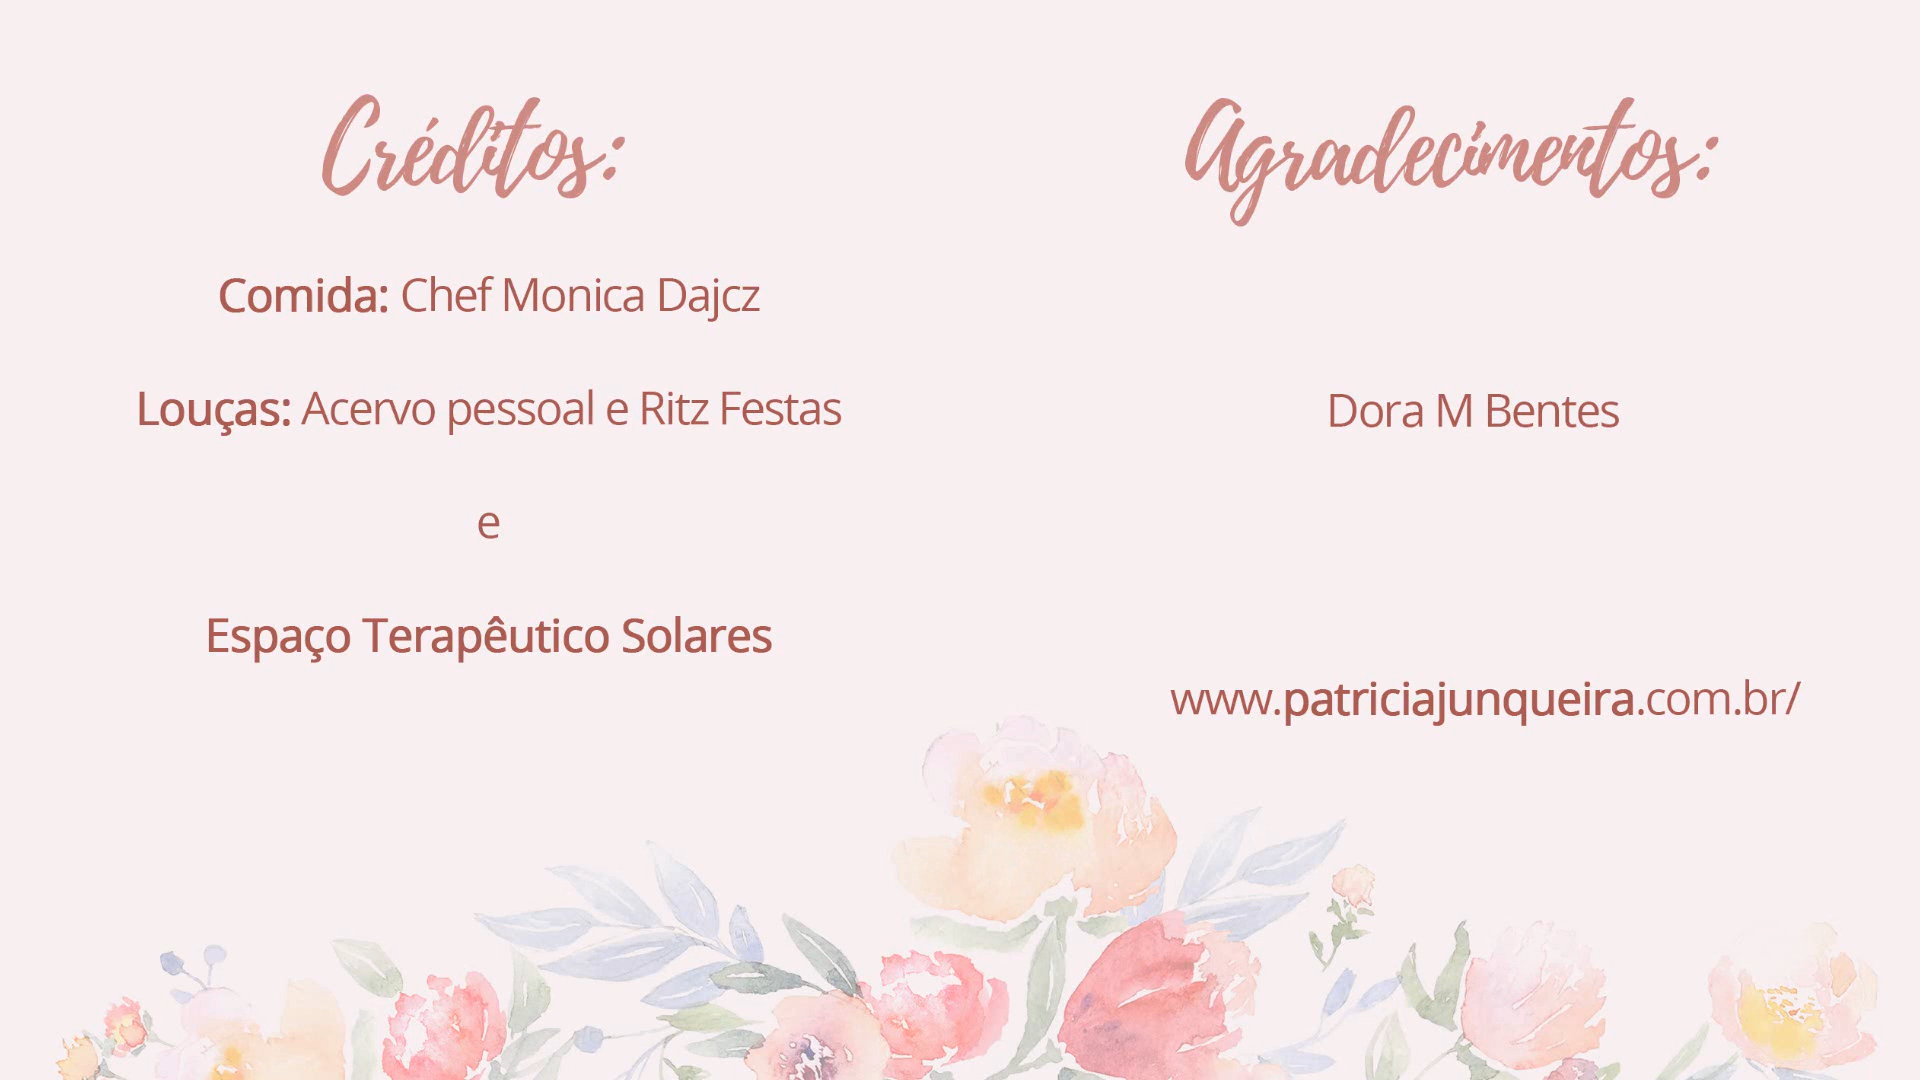 Créditos:
Comida: Chef Monica Dajcz
Louças: Acervo pessoal e Ritz Festas
e
Espaço Terapêutico Solares
Agradecimentos:
Dora M Bentes
www.patriciajunqueira.com.br/